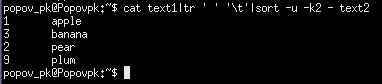 popov_pk@Popovpk:~$ cat text1|tr ' ' '\t'|sort -u -k2 - text2
1 apple
3 banana
2 pear
9 plum
popov_pk@Popovpk:~$